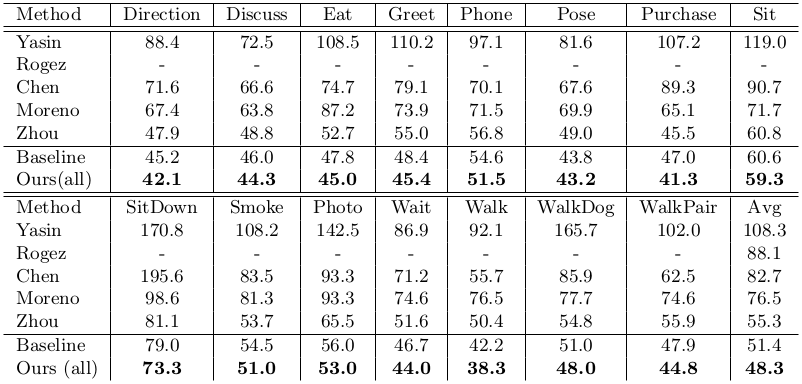 Method Direction Discuss Eat Greet Phone Pose Purchase Sit
Yasin 88.4 72.5 108.5 110.2 97.1 81.6 107.2 119.0
Rogez - - - - - - - -
Chen 71.6 66.6 74.7 79.1 70.1 67.6 89.3 90.7
Moreno 67.4 63.8 87.2 73.9 71.5 69.9 65.1 71.7
Zhou 47.9 48.8 52.7 55.0 56.8 49.0 45.5 60.8
Baseline 45.2 46.0 47.8 48.4 54.6 43.8 47.0 60.6
Ours(all) 42.1 44.3 45.0 45.4 51.5 43.2 41.3 59.3
Method SitDown Smoke Photo Wait Walk WalkDog WalkPair Avg
Yasin 170.8 108.2 142.5 86.9 92.1 165.7 102.0 108.3
Rogez - - - - - - - 88.1
Chen 195.6 83.5 93.3 71.2 55.7 85.9 62.5 82.7
Moreno 98.6 81.3 93.3 74.6 76.5 77.7 74.6 76.5
Zhou 81.1 53.7 65.5 51.6 50.4 54.8 55.9 55.3
Baseline 79.0 54.5 56.0 46.7 42.2 51.0 47.9 51.4
Ours (all) 73.3 51.0 53.0 44.0 38.3 48.0 44.8 48.3